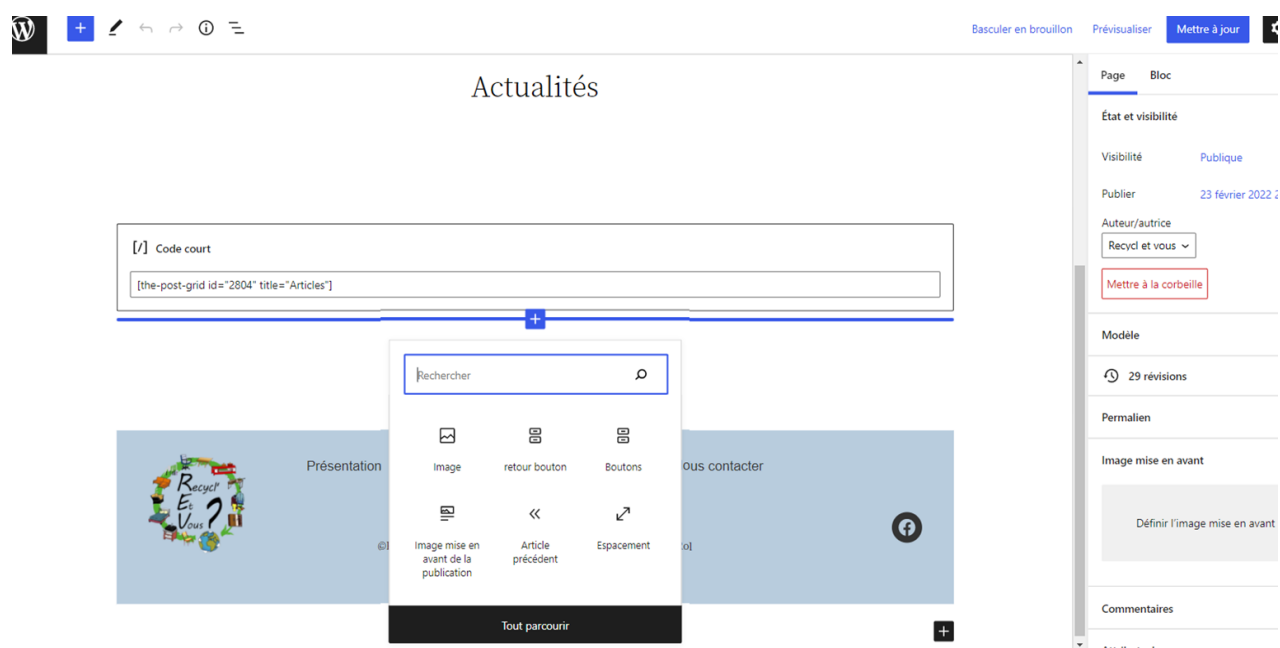 Basculer en brouillon
Prévisualiser
Mettre à jour
Actualités
Page
Bloc
État et visibilité
Visibilité
Publique
Publier
23 février 2022
Auteur/autrice
Recycl et vous
Mettre à la corbeille
[/] Code court
[the-post-grid id="2804" title="Articles"]
Rechercher
Image
retour bouton
Boutons
Image mise en
avant de la
publication
Article
précédent
Espacement
Tout parcourir
Modèle
29 révisions
Permalien
Image mise en avant
Définir l'image mise en avant
Commentaires
Présentation
ous contacter
Recycl'
Et
Vous ?